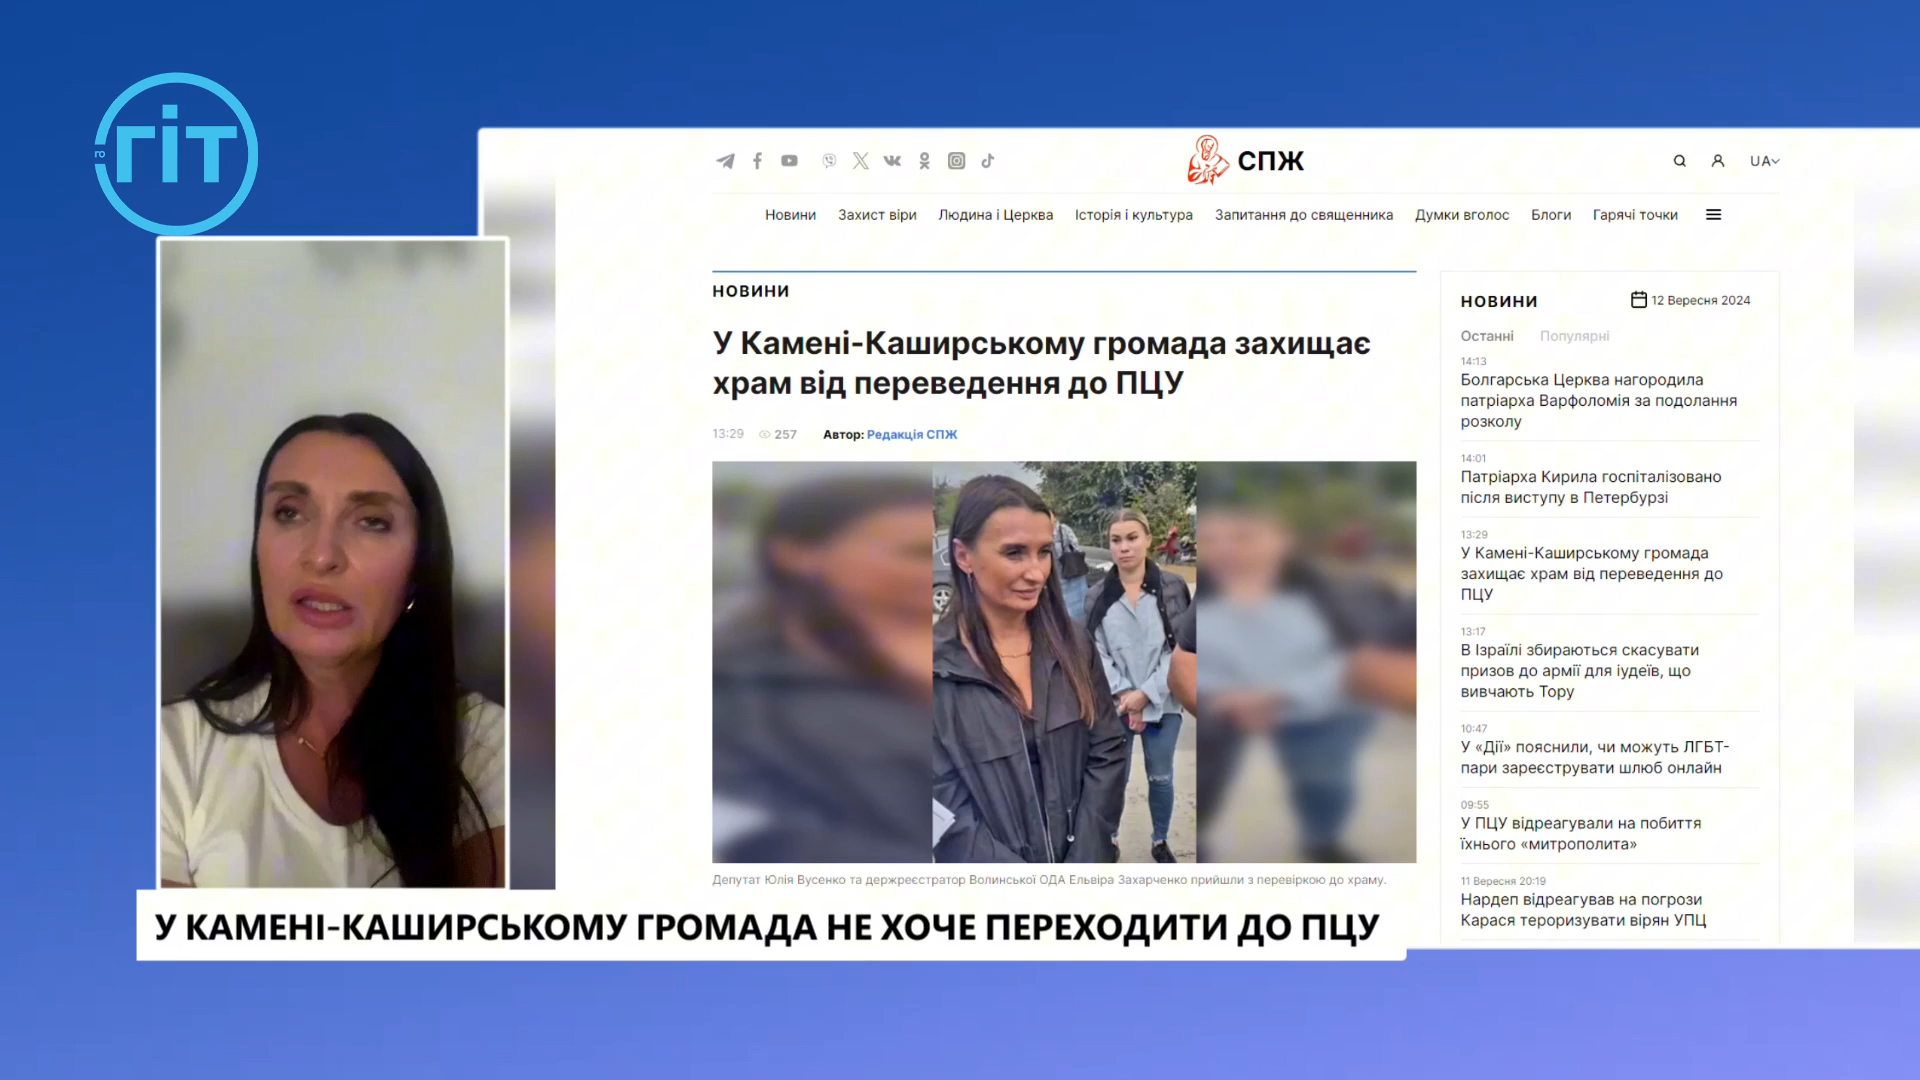 го
ГІТ
СПЖ
UA
Новини Захист віри Людина і Церква Історія і культура Запитання до священника Думки вголос Блоги Гарячі точки
НОВИНИ
У Камені-Каширському громада захищає
храм від переведення до ПЦУ
13:29 257 Автор: Редакція СПЖ
Депутат Юлія Вусенко та держреєстратор Волинської ОДА Ельвіра Захарченко прийшли з перевіркою до храму.
НОВИНИ 12 Вересня 2024
Останні Популярні
14:13
Болгарська Церква нагородила
патріарха Варфоломія за подолання
розколу
14:01
Патріарха Кирила госпіталізовано
після виступу в Петербурзі
13:29
У Камені-Каширському громада
захищає храм від переведення до
ПЦУ
13:17
В Ізраїлі збираються скасувати
призов до армії для іудеїв, що
вивчають Тору
10:47
У «Дії» пояснили, чи можуть ЛГБТ-
пари зареєструвати шлюб онлайн
09:55
У ПЦУ відреагували на побиття
їхнього «митрополита»
11 Вересня 20:19
Нардеп відреагував на погрози
Карася тероризувати вірян УПЦ
У КАМЕНІ-КАШИРСЬКОМУ ГРОМАДА НЕ ХОЧЕ ПЕРЕХОДИТИ ДО ПЦУ